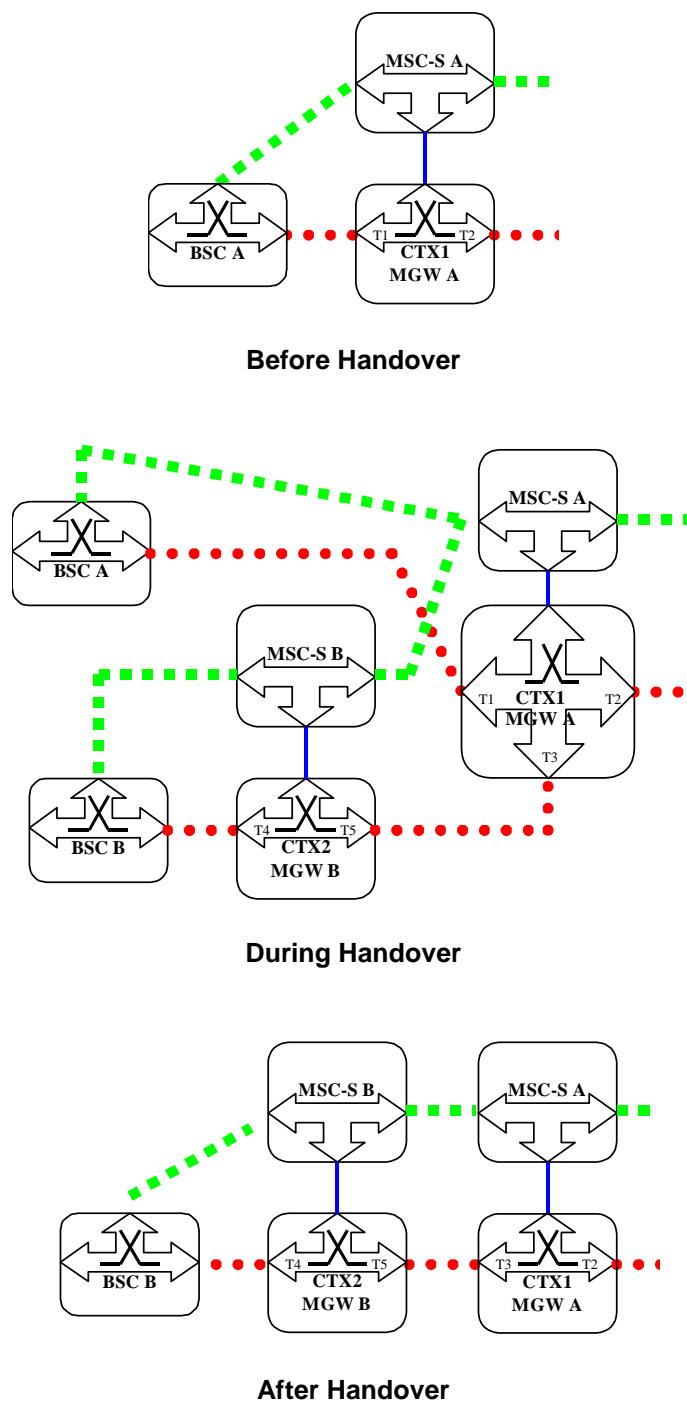 MSC-S A
BSC A
T1
T2
CTX1
MGW A
Before Handover
MSC-S A
BSC A
MSC-S B
T1
CTX1
T2
MGW A
T3
BSC B
T4
T5
CTX2
MGW B
During Handover
MSC-S B
MSC-S A
BSC B
T4
T5
CTX2
MGW B
T3
T2
CTX1
MGW A
After Handover